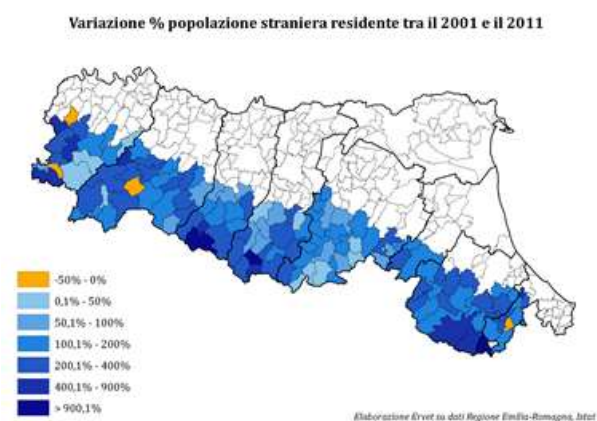 Variazione % popolazione straniera residente tra il 2001 e il 2011
-50% - 0%
0,1% - 50%
50,1% - 100%
100,1% - 200%
200,1% - 400%
400,1% - 900%
> 900,1%
Elaborazione Ervet su dati Regione Emilia-Romagna, Istat